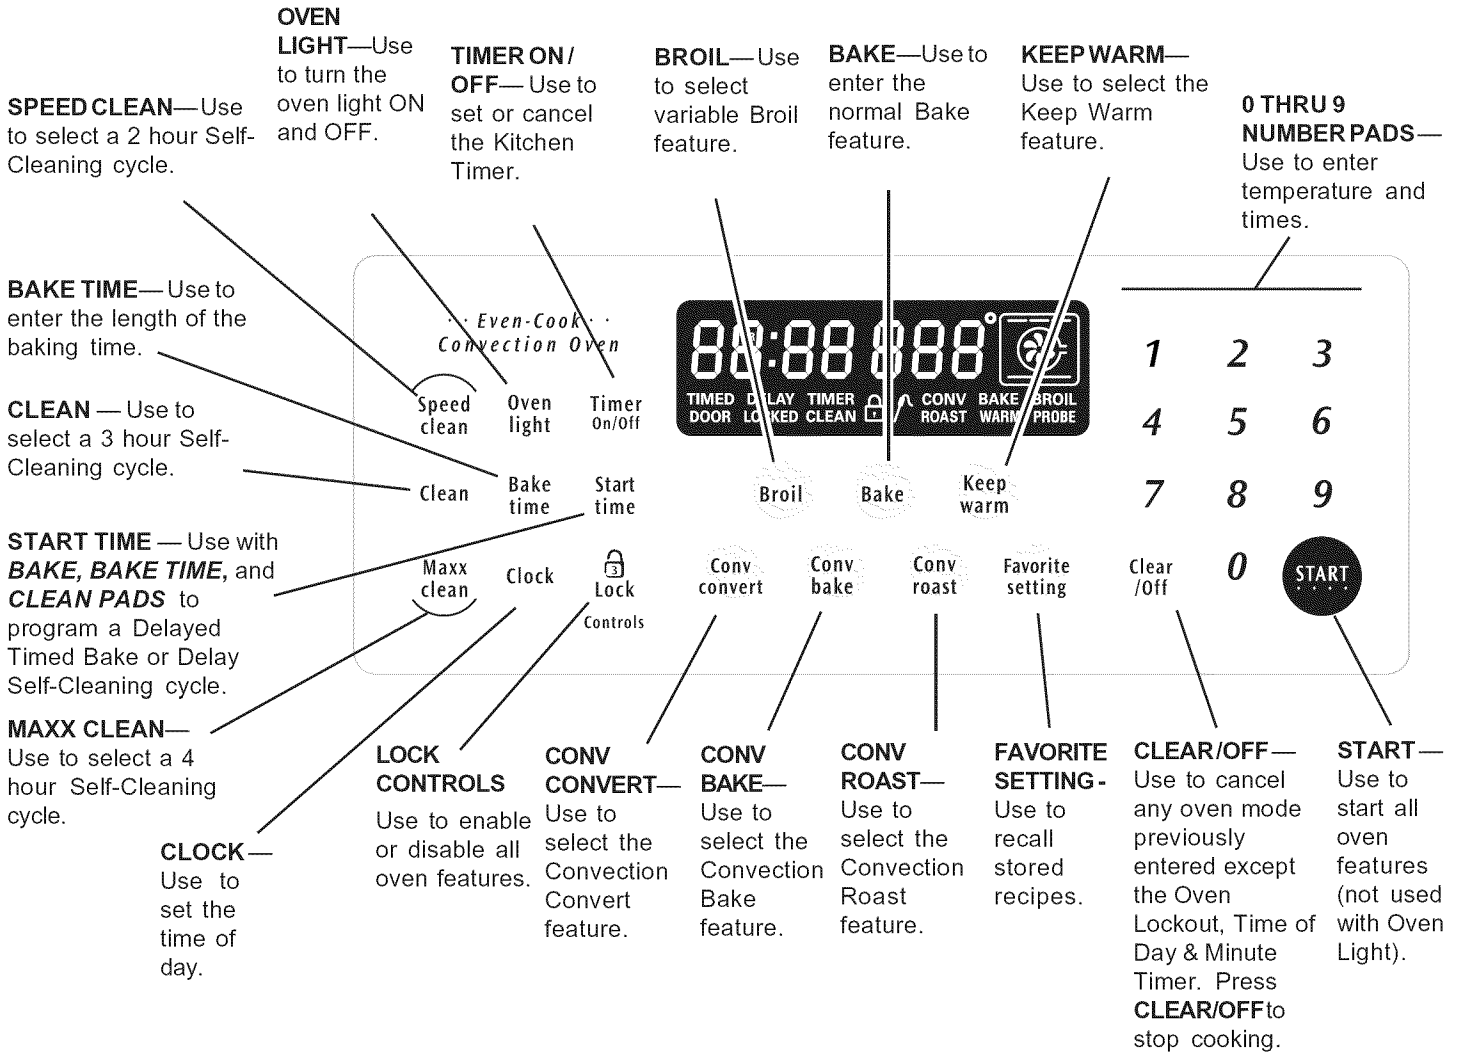 OVEN
LIGHT—Use
to turn the
oven light ON
and OFF.
TIMER ON /
OFF— Use to
set or cancel
the Kitchen
Timer.
BROIL— Use
to select
variable Broil
feature.
BAKE—Use to
enter the
normal Bake
feature.
KEEP WARM—
Use to select the
Keep Warm
feature.
0 THRU 9
NUMBER PADS—
Use to enter
temperature and
times.
SPEED CLEAN—Use
to select a 2 hour Self-
Cleaning cycle.
BAKE TIME— Use to
enter the length of the
baking time.
CLEAN — Use to
select a 3 hour Self-
Cleaning cycle.
START TIME — Use with
BAKE, BAKE TIME, and
CLEAN PADS to
program a Delayed
Timed Bake or Delay
Self-Cleaning cycle.
MAXX CLEAN—
Use to select a 4
hour Self-Cleaning
cycle.
CLOCK—
Use to
set the
time of
day.
·· Even-Cook ··
Convection Oven
Speed
clean
Oven
light
Timer
On/Off
Clean
Bake
time
Start
time
Maxx
clean
Clock
3
Lock
Controls
88:88 888°
TIMED DELAY TIMER CONV BAKE BROIL
DOOR LOCKED CLEAN ROAST WARM PROBE
Broil
Bake
Keep
warm
Conv
convert
Conv
bake
Conv
roast
Favorite
setting
Clear
/Off
1 2 3
4 5 6
7 8 9
0
START
LOCK
CONTROLS
Use to enable
or disable all
oven features.
CONV
CONVERT—
Use to
select the
Convection
Convert
feature.
CONV
BAKE—
Use to
select the
Convection
Bake
feature.
CONV
ROAST—
Use to
select the
Convection
Roast
feature.
FAVORITE
SETTING-
Use to
recall
stored
recipes.
CLEAR/OFF—
Use to cancel
any oven mode
previously
entered except
the Oven
Lockout, Time of
Day & Minute
Timer. Press
CLEAR/OFF to
stop cooking.
START—
Use to
start all
oven
features
(not used
with Oven
Light).